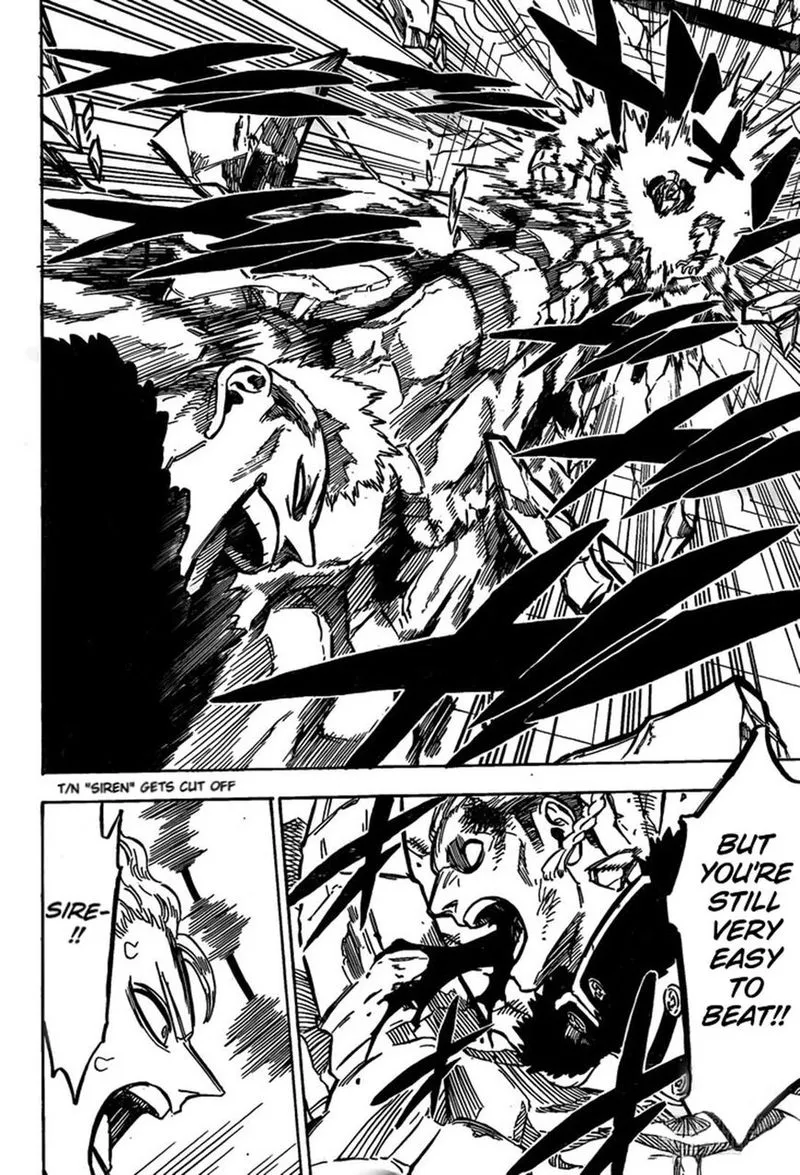 T/N "SIREN" GETS CUT OFF
BUT
YOU'RE
STILL
VERY
EASY
TO
BEAT!!
SIRE-
!!